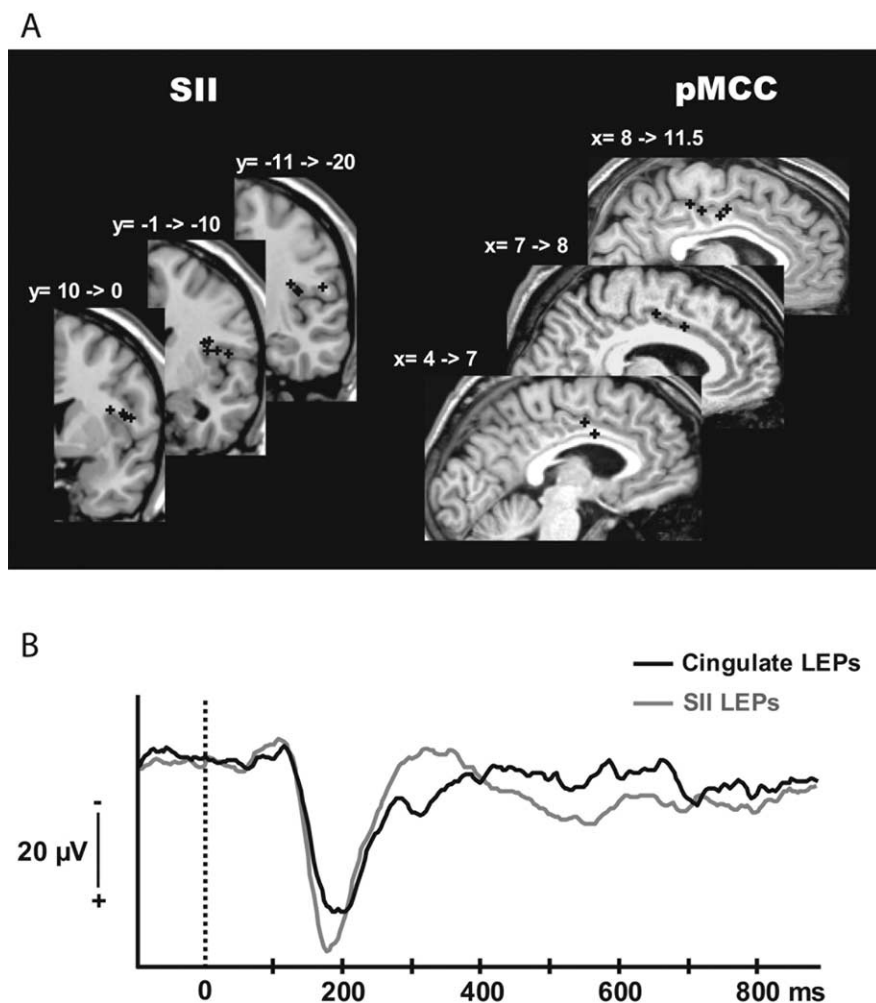 A
SII
pMCC
y= -11 -> -20
y= -1 -> -10
y= 10 -> 0
x= 8 -> 11.5
x= 7 -> 8
x= 4 -> 7
B
Cingulate LEPs
SII LEPs
-
20 µV
+
0 200 400 600 800 ms